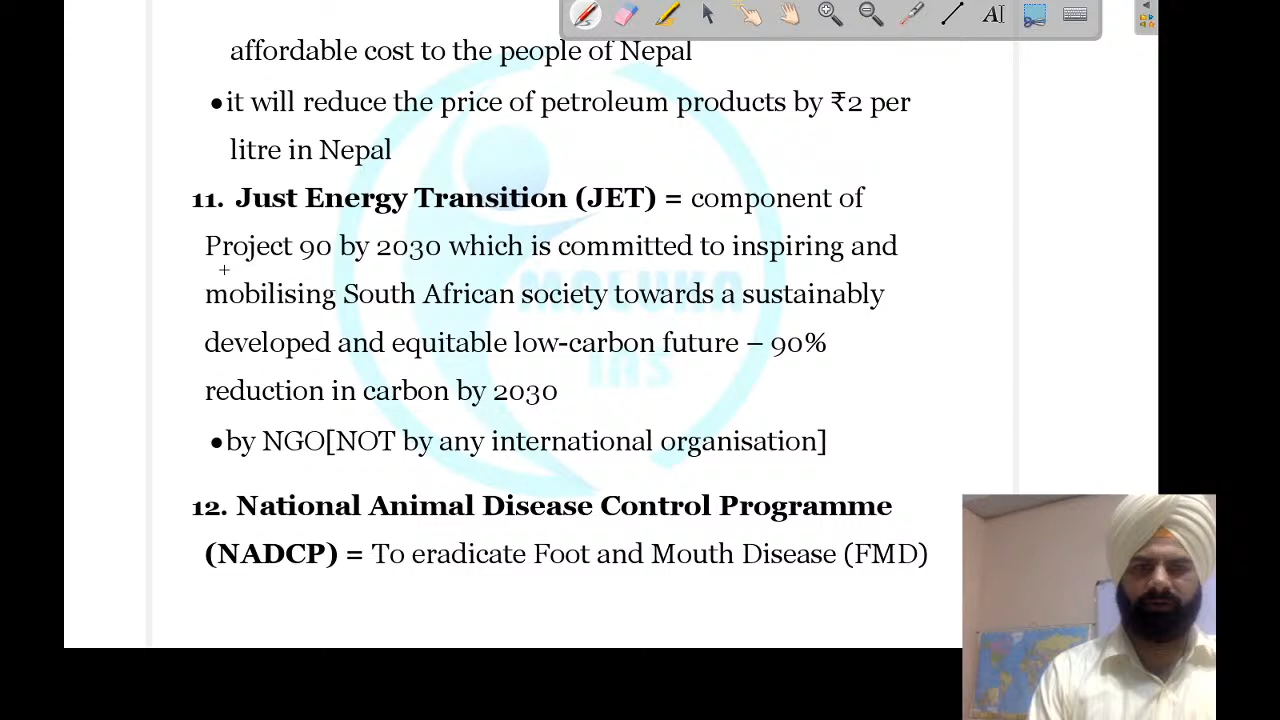 affordable cost to the people of Nepal
•it will reduce the price of petroleum products by ₹2 per
litre in Nepal
11. Just Energy Transition (JET) = component of
Project 90 by 2030 which is committed to inspiring and
mobilising South African society towards a sustainably
developed and equitable low-carbon future – 90%
reduction in carbon by 2030
•by NGO[NOT by any international organisation]
12. National Animal Disease Control Programme
(NADCP) = To eradicate Foot and Mouth Disease (FMD)
MALUKA
IAS